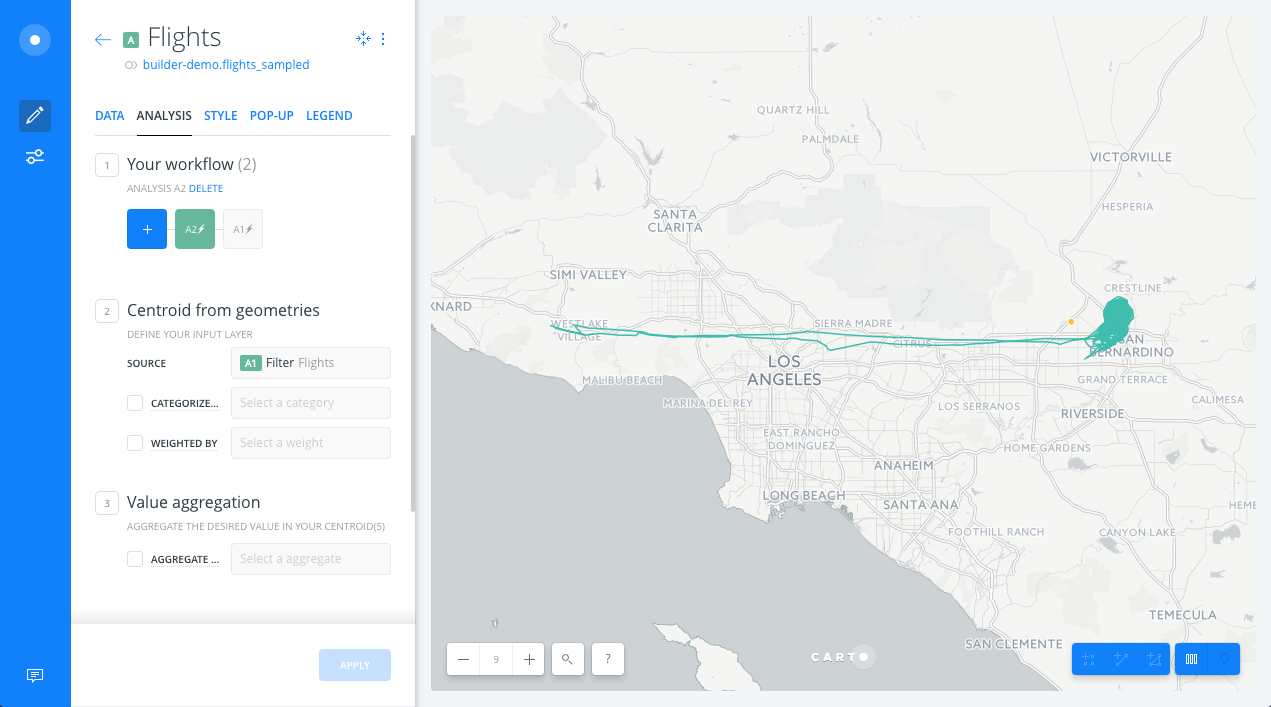 A Flights
builder-demo.flights_sampled
DATA ANALYSIS STYLE POP-UP LEGEND
1 Your workflow (2)
ANALYSIS A2 DELETE
+ A2 A1
2 Centroid from geometries
DEFINE YOUR INPUT LAYER
SOURCE A1 Filter Flights
CATEGORIZE... Select a category
WEIGHTED BY Select a weight
3 Value aggregation
AGGREGATE THE DESIRED VALUE IN YOUR CENTROID(S)
AGGREGATE ... Select a aggregate
APPLY
QUARTZ HILL
PALMDALE
VICTORVILLE
HESPERIA
SANTA
CLARITA
SIMI VALLEY
CRESTLINE
KNARD
WESTLAKE
VILLAGE
SIERRA MADRE
CITRUS
SAN
BERNARDINO
LOS
ANGELES
MALIBU BEACH
GRAND TERRACE
MARINA DEL REY
LOS SERRANOS
CALIMESA
RIVERSIDE
EAST RANCHO
DOMINGUEZ
HOME GARDENS
ANAHEIM
LONG BEACH
SANTA ANA
HEME
FOOTHILL RANCH
CANYON LAKE
TEMECULA
SAN CLEMENTE
− 9 + ?
CARTO